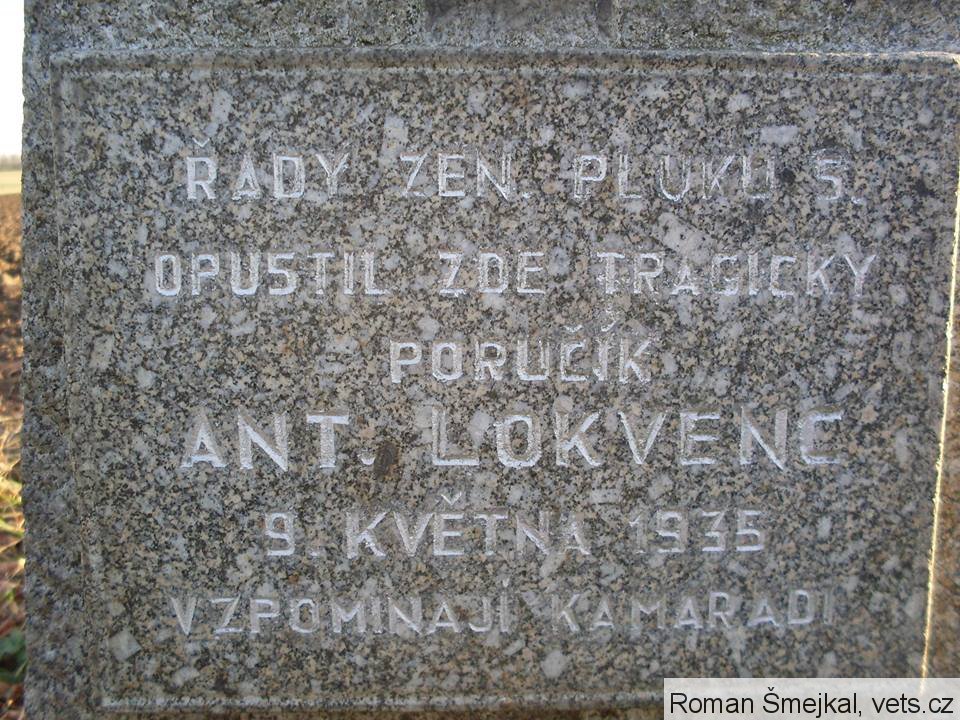 ŘADY ŽEN. PLUKU 5.
OPUSTIL ZDE TRAGICKY
PORUČÍK
ANT. LOKVENC
9. KVĚTNA 1935
VZPOMÍNAJÍ KAMARÁDI
Roman Šmejkal, vets.cz